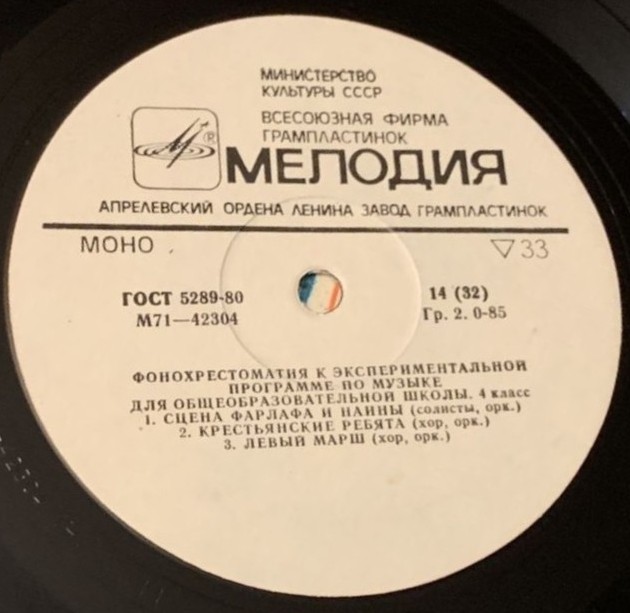 МИНИСТЕРСТВО
КУЛЬТУРЫ СССР
ВСЕСОЮЗНАЯ ФИРМА
ГРАМПЛАСТИНОК
®
МЕЛОДИЯ
АПРЕЛЕВСКИЙ ОРДЕНА ЛЕНИНА ЗАВОД ГРАМПЛАСТИНОК
МОНО
▽33
ГОСТ 5289-80
М71—42304
14 (32)
Гр. 2. 0-85
ФОНОХРЕСТОМАТИЯ К ЭКСПЕРИМЕНТАЛЬНОЙ
ПРОГРАММЕ ПО МУЗЫКЕ
ДЛЯ ОБЩЕОБРАЗОВАТЕЛЬНОЙ ШКОЛЫ. 4 класс
1. СЦЕНА ФАРЛАФА И НАИНЫ (солисты, орк.)
2. КРЕСТЬЯНСКИЕ РЕБЯТА (хор, орк.)
3. ЛЕВЫЙ МАРШ (хор, орк.)